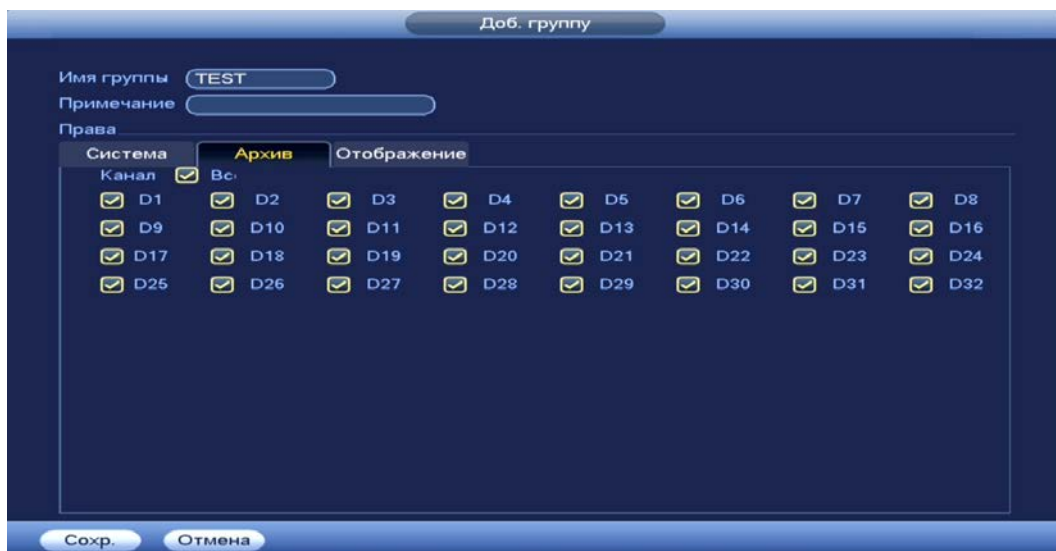 Доб. группу
Имя группы TEST
Примечание
Права
Система Архив Отображение
Канал
D1 D2 D3 D4 D5 D6 D7 D8
D9 D10 D11 D12 D13 D14 D15 D16
D17 D18 D19 D20 D21 D22 D23 D24
D25 D26 D27 D28 D29 D30 D31 D32
Сохр. Отмена